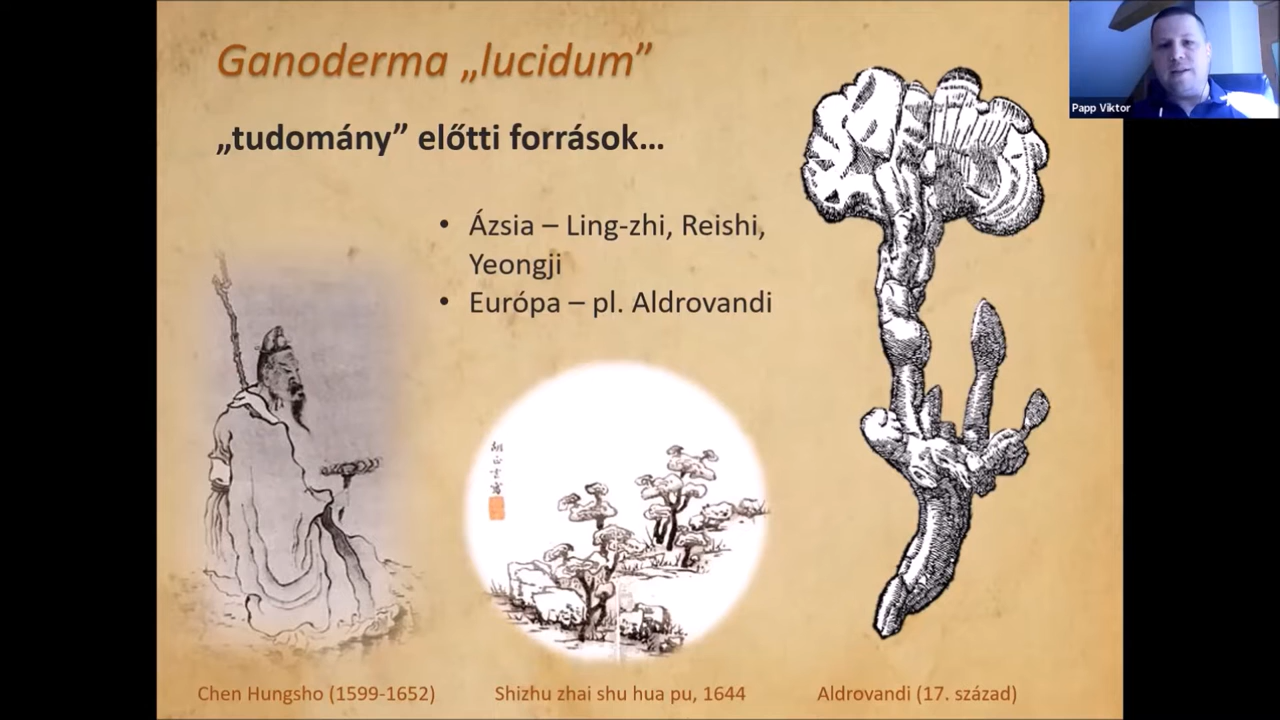 Ganoderma „lucidum”
„tudomány” előtti források…
• Ázsia – Ling-zhi, Reishi,
Yeongji
• Európa – pl. Aldrovandi
Papp Viktor
Chen Hungsho (1599-1652)
Shizhu zhai shu hua pu, 1644
Aldrovandi (17. század)